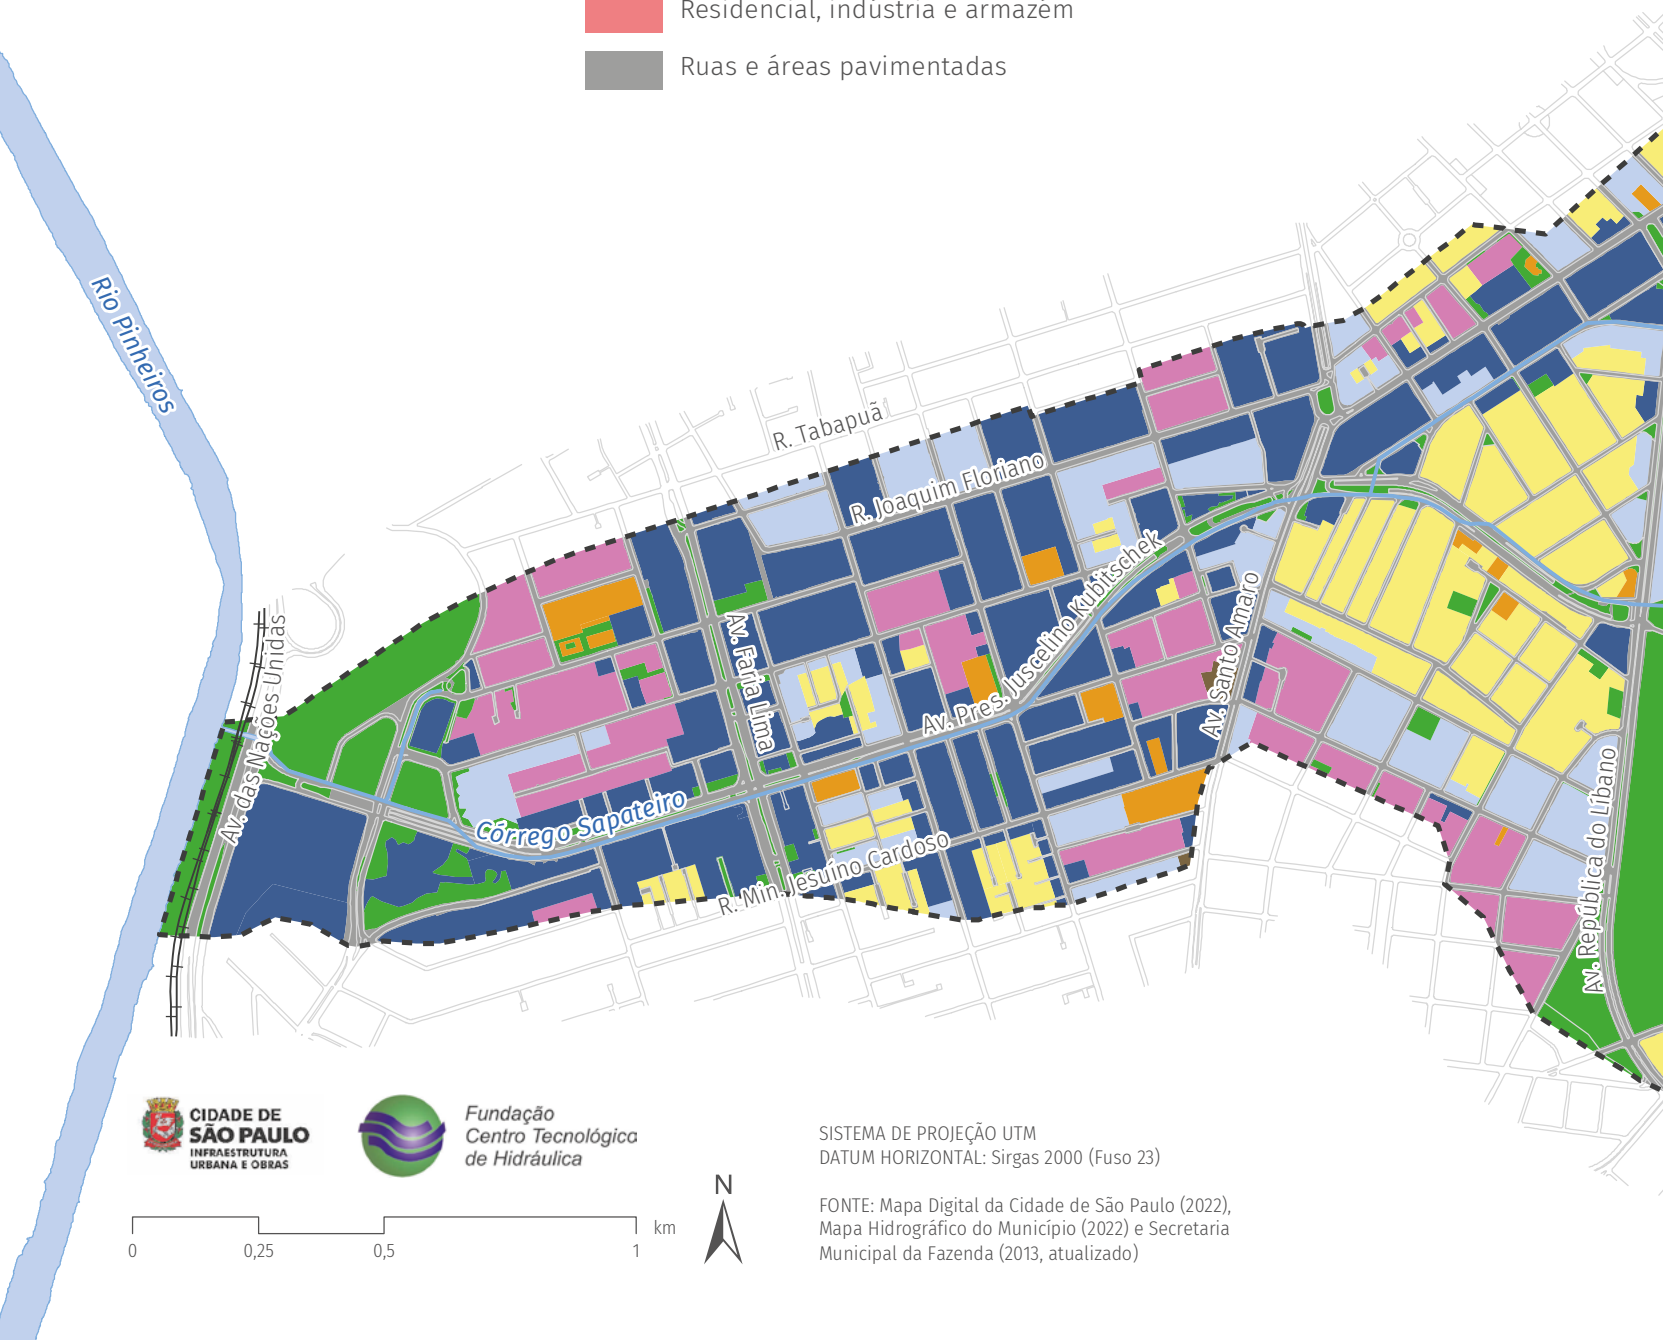 Residencial, indústria e armazém
Ruas e áreas pavimentadas
Rio Pinheiros
R. Tabapuã
R. Joaquim Floriano
Av. Pres. Juscelino Kubitschek
Av. Faria Lima
Av. Santo Amaro
Av. das Nações Unidas
Córrego Sapateiro
R. Min. Jesuíno Cardoso
Av. República do Líbano
CIDADE DE
SÃO PAULO
INFRAESTRUTURA
URBANA E OBRAS
Fundação
Centro Tecnológica
de Hidráulica
N
km
0
0,25
0,5
1
SISTEMA DE PROJEÇÃO UTM
DATUM HORIZONTAL: Sirgas 2000 (Fuso 23)
FONTE: Mapa Digital da Cidade de São Paulo (2022),
Mapa Hidrográfico do Município (2022) e Secretaria
Municipal da Fazenda (2013, atualizado)